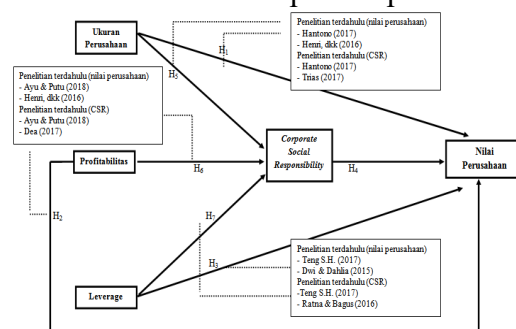 Ukuran
Perusahaan
Penelitian terdahulu (nilai perusahaan)
- Hantono (2017)
- Henri, dkk (2016)
Penelitian terdahulu (CSR)
- Hantono (2017)
- Trias (2017)
H1
H5
Penelitian terdahulu (nilai perusahaan)
- Ayu & Putu (2018)
- Henri, dkk (2016)
Penelitian terdahulu (CSR)
- Ayu & Putu (2018)
- Dea (2017)
Corporate
Social
Responsibility
Nilai
Perusahaan
Profitabilitas
H6
H4
H2
H7
H3
Penelitian terdahulu (nilai perusahaan)
- Teng S.H. (2017)
- Dwi & Dahlia (2015)
Penelitian terdahulu (CSR)
-Teng S.H. (2017)
- Ratna & Bagus (2016)
Leverage